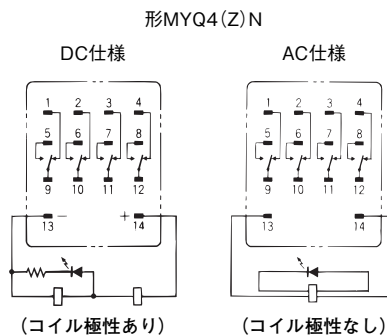 形MYQ4(Z)N
DC仕様
AC仕様
1 2 3 4
5 6 7 8
9 10 11 12
13 − + 14
(コイル極性あり)
1 2 3 4
5 6 7 8
9 10 11 12
13 14
(コイル極性なし)